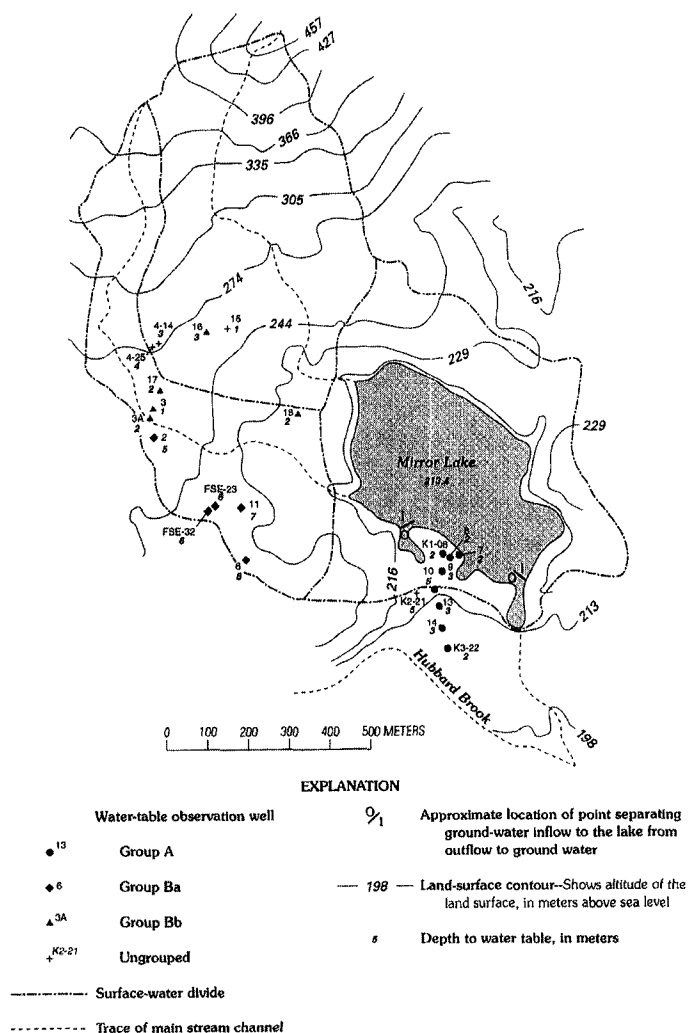 457
427
396
366
335
305
274
216
4-14
3
16
3
15
1
244
4-25
4
229
17
2
3
1
3A
2
18
2
229
2
5
Mirror Lake
213.4
FSE-23
6
11
7
FSE-32
6
K1-08
2
9
3
10
5
6
8
216
K2-21
5
13
3
213
14
3
K3-22
2
Hubbard Brook
198
0 100 200 300 400 500 METERS
EXPLANATION
Water-table observation well
13 Group A
6 Group Ba
3A Group Bb
K2-21 Ungrouped
Surface-water divide
Trace of main stream channel
O/I Approximate location of point separating
ground-water inflow to the lake from
outflow to ground water
198 Land-surface contour--Shows altitude of the
land surface, in meters above sea level
5 Depth to water table, in meters